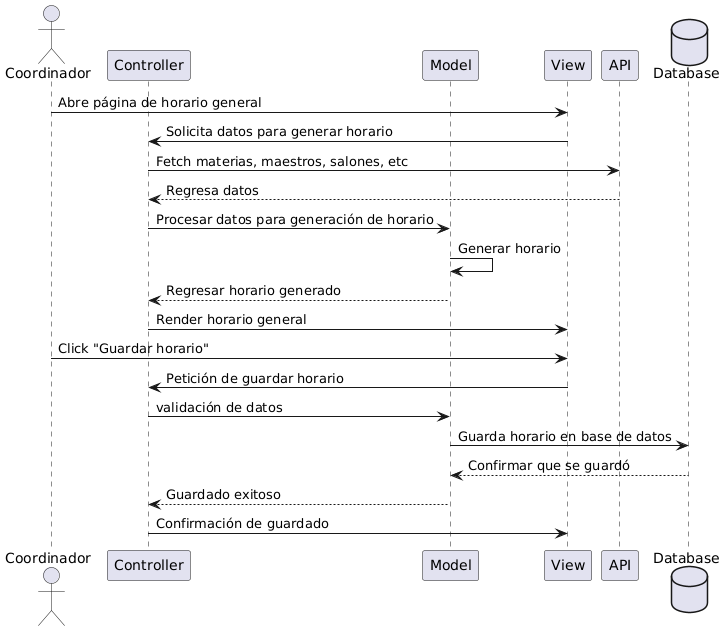 Coordinador
Controller
Model
View
API
Database
Abre página de horario general
Solicita datos para generar horario
Fetch materias, maestros, salones, etc
Regresa datos
Procesar datos para generación de horario
Generar horario
Regresar horario generado
Render horario general
Click "Guardar horario"
Petición de guardar horario
validación de datos
Guarda horario en base de datos
Confirmar que se guardó
Guardado exitoso
Confirmación de guardado
Coordinador
Controller
Model
View
API
Database